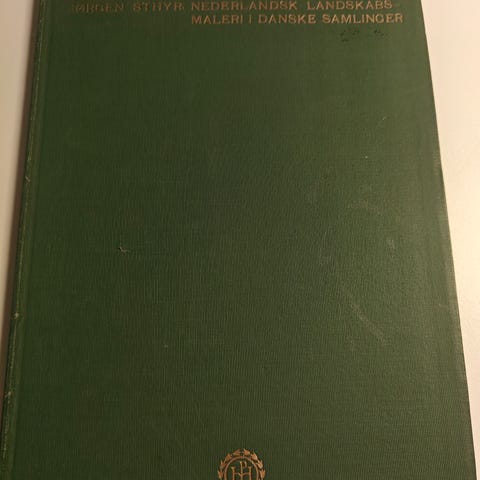 JØRGEN STHYR: NEDERLANDSK LANDSKABS-
MALERI I DANSKE SAMLINGER